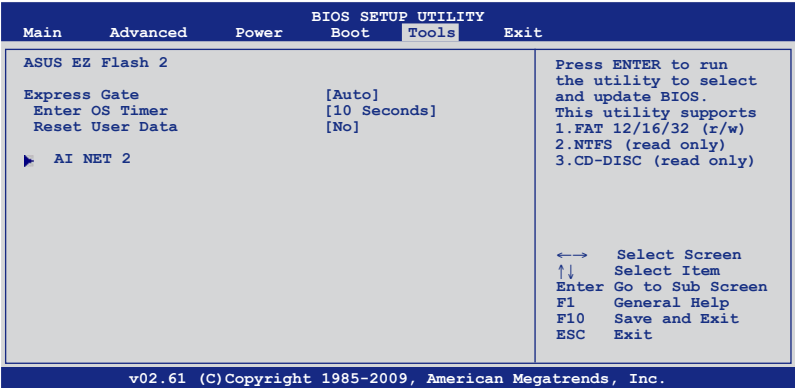 BIOS SETUP UTILITY
Main Advanced Power Boot Tools Exit
ASUS EZ Flash 2
Express Gate [Auto]
Enter OS Timer [10 Seconds]
Reset User Data [No]
AI NET 2
Press ENTER to run
the utility to select
and update BIOS.
This utility supports
1.FAT 12/16/32 (r/w)
2.NTFS (read only)
3.CD-DISC (read only)
←→ Select Screen
↑↓ Select Item
Enter Go to Sub Screen
F1 General Help
F10 Save and Exit
ESC Exit
v02.61 (C)Copyright 1985-2009, American Megatrends, Inc.